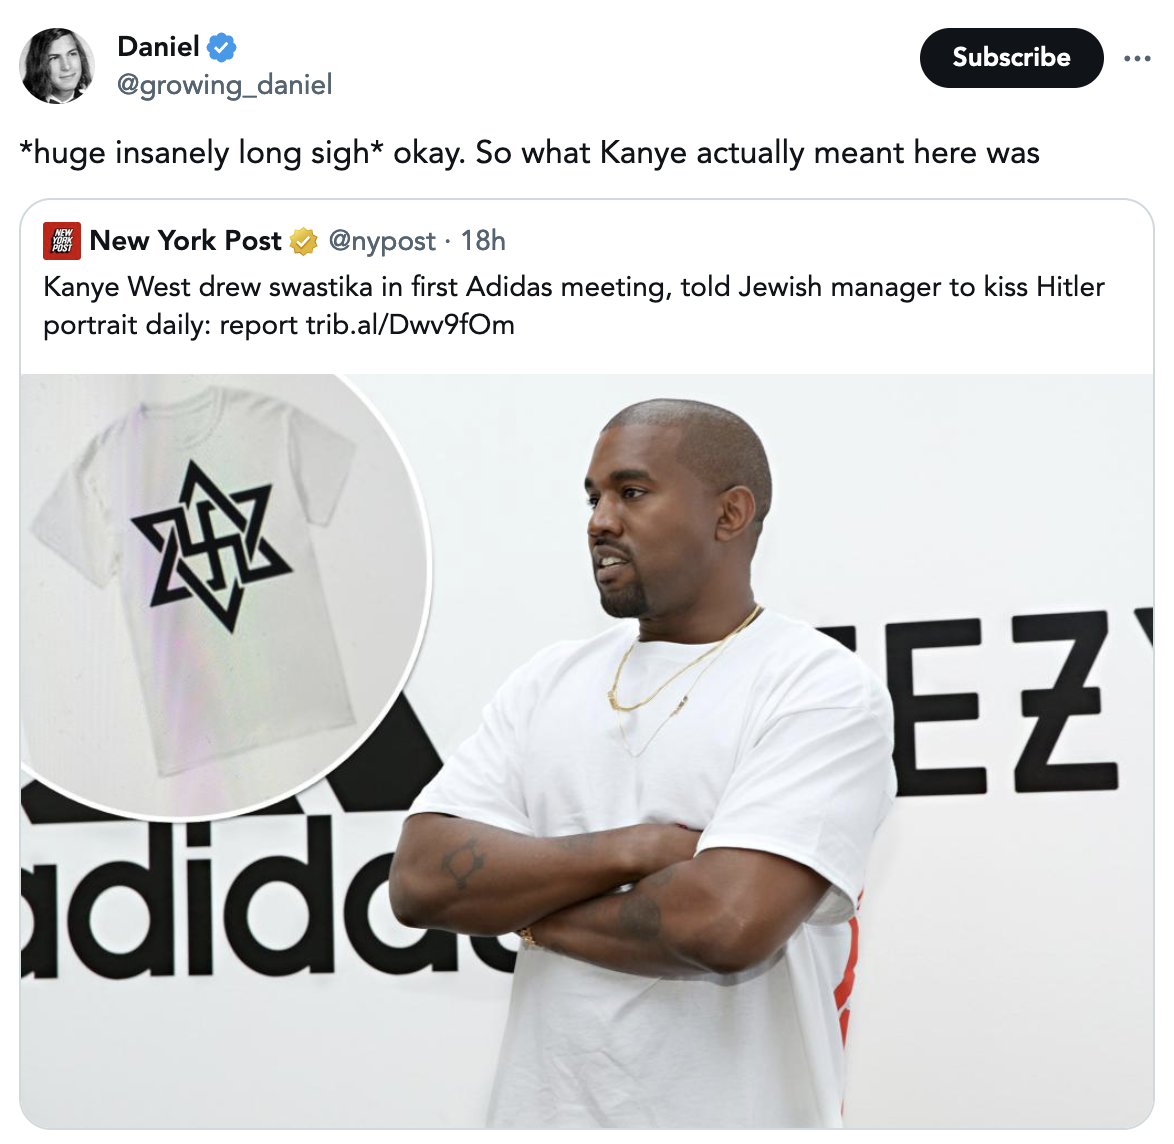 Daniel
@growing_daniel
Subscribe
*huge insanely long sigh* okay. So what Kanye actually meant here was
NEW
YORK
POST
New York Post @nypost · 18h
Kanye West drew swastika in first Adidas meeting, told Jewish manager to kiss Hitler
portrait daily: report trib.al/Dwv9fOm
EZY
adidas